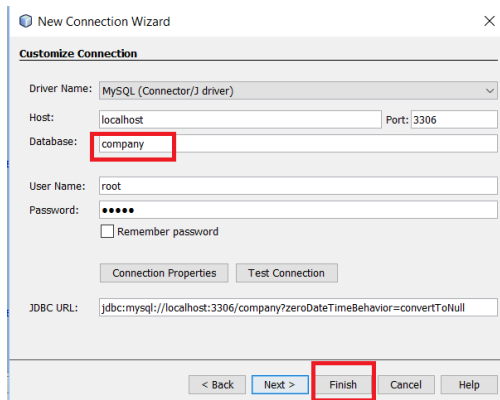 New Connection Wizard
Customize Connection
Driver Name: MySQL (Connector/J driver)
Host: localhost Port: 3306
Database: company
User Name: root
Password: ●●●●●
Remember password
Connection Properties Test Connection
JDBC URL: jdbc:mysql://localhost:3306/company?zeroDateTimeBehavior=convertToNull
< Back Next > Finish Cancel Help